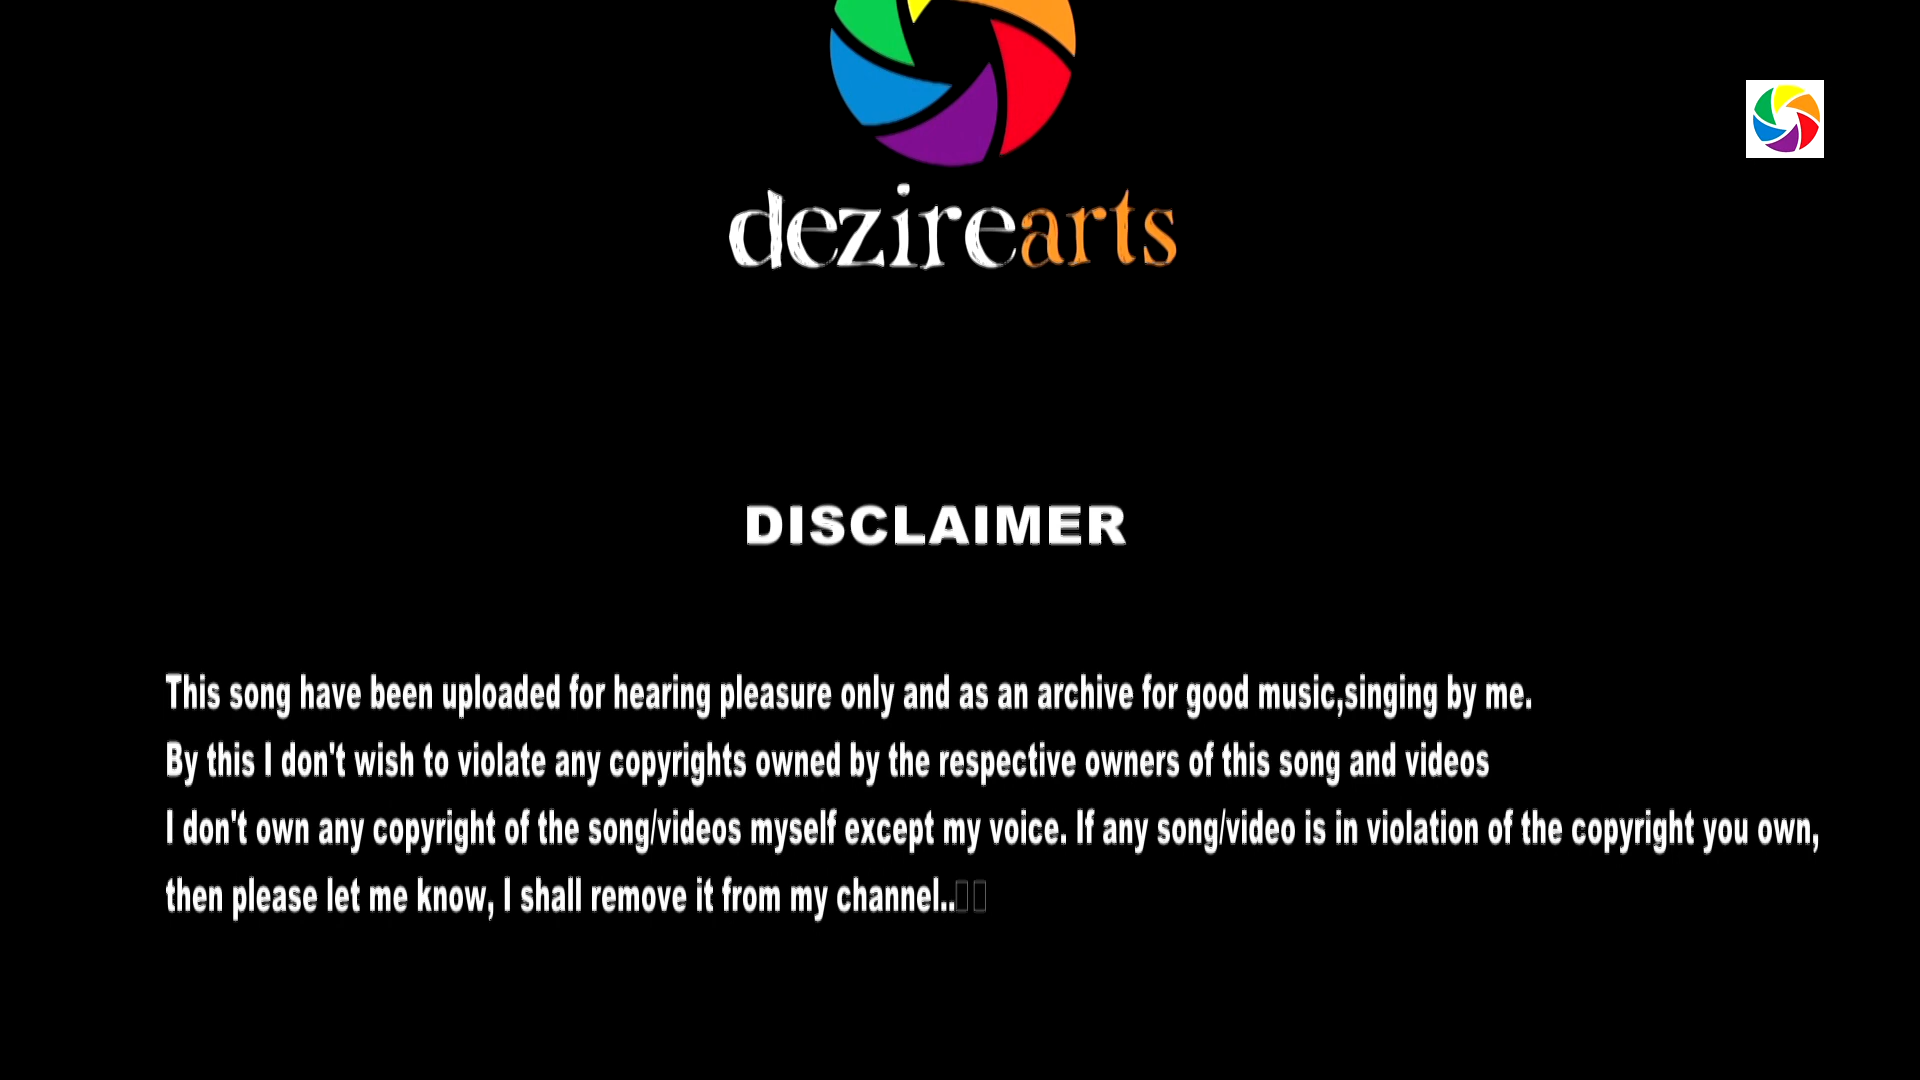 dezirearts
DISCLAIMER
This song have been uploaded for hearing pleasure only and as an archive for good music,singing by me.
By this I don't wish to violate any copyrights owned by the respective owners of this song and videos
I don't own any copyright of the song/videos myself except my voice. If any song/video is in violation of the copyright you own,
then please let me know, I shall remove it from my channel..